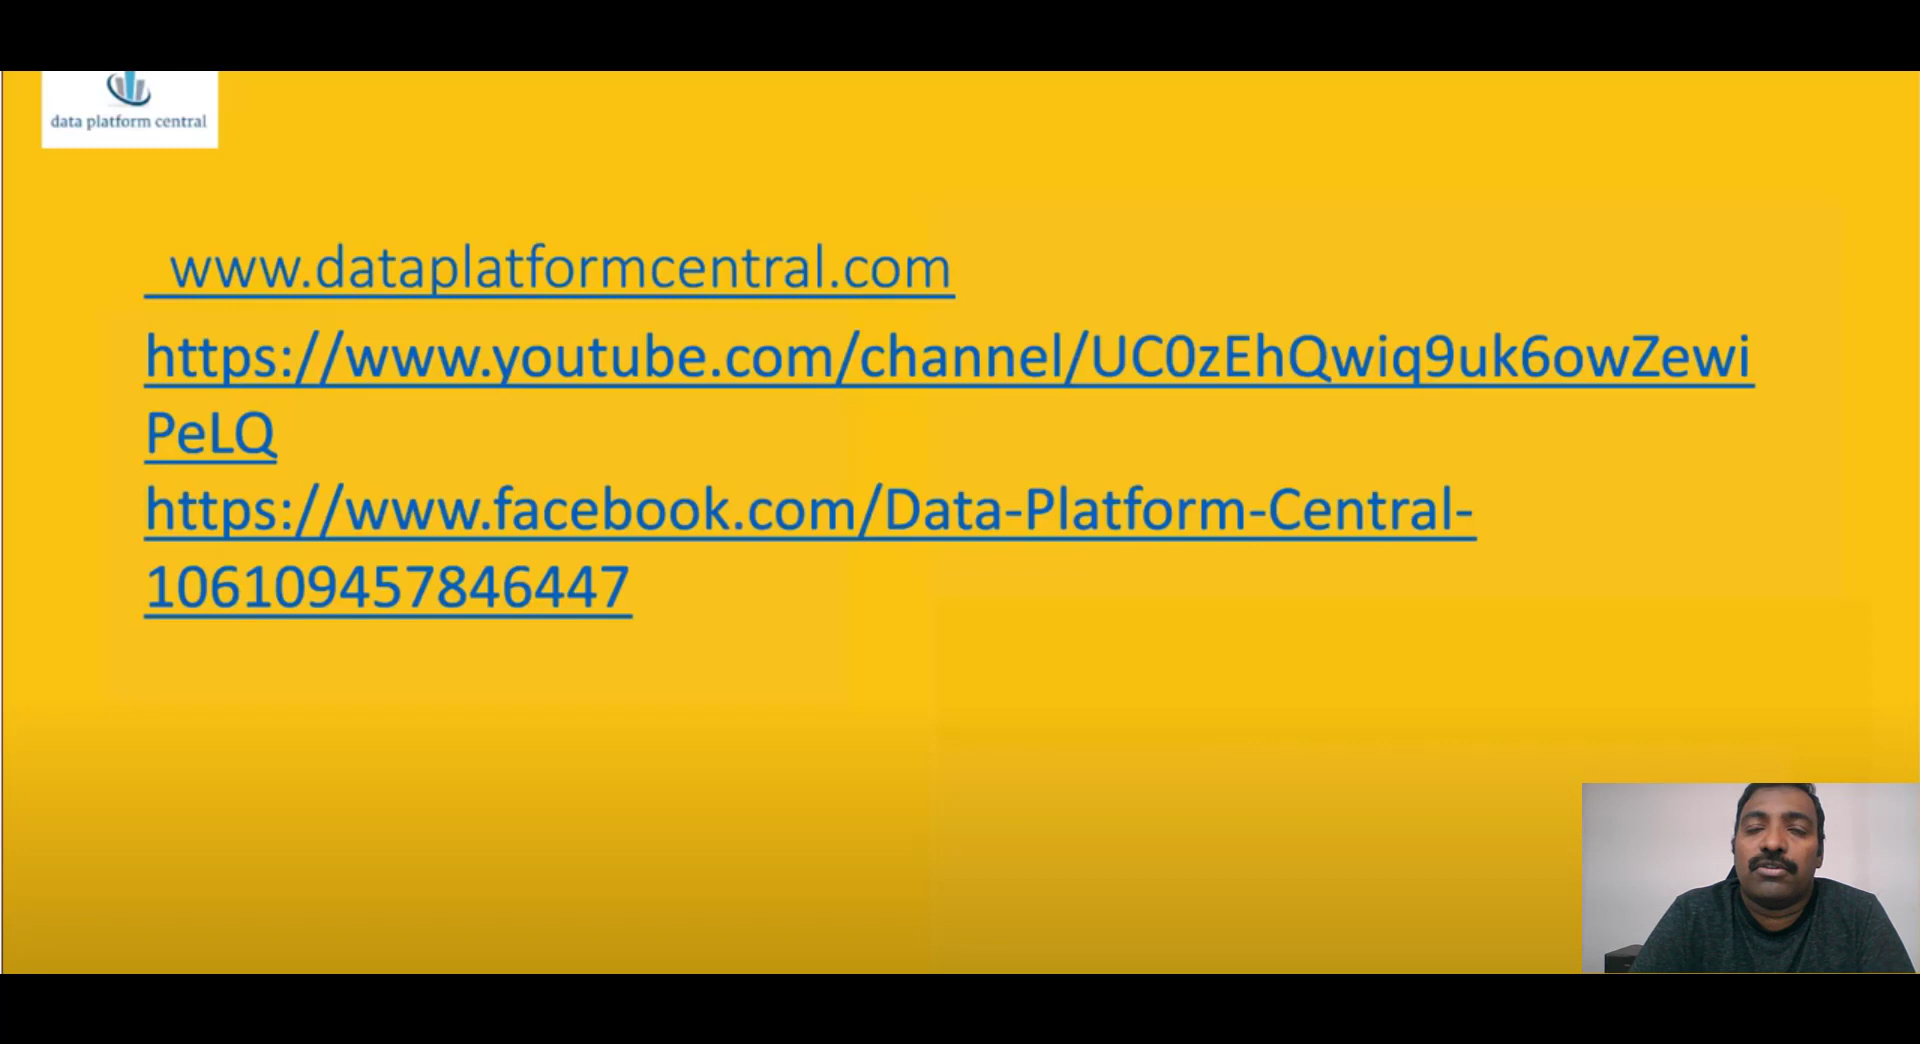 data platform central
www.dataplatformcentral.com
https://www.youtube.com/channel/UC0zEhQwiq9uk6owZewi
PeLQ
https://www.facebook.com/Data-Platform-Central-
106109457846447